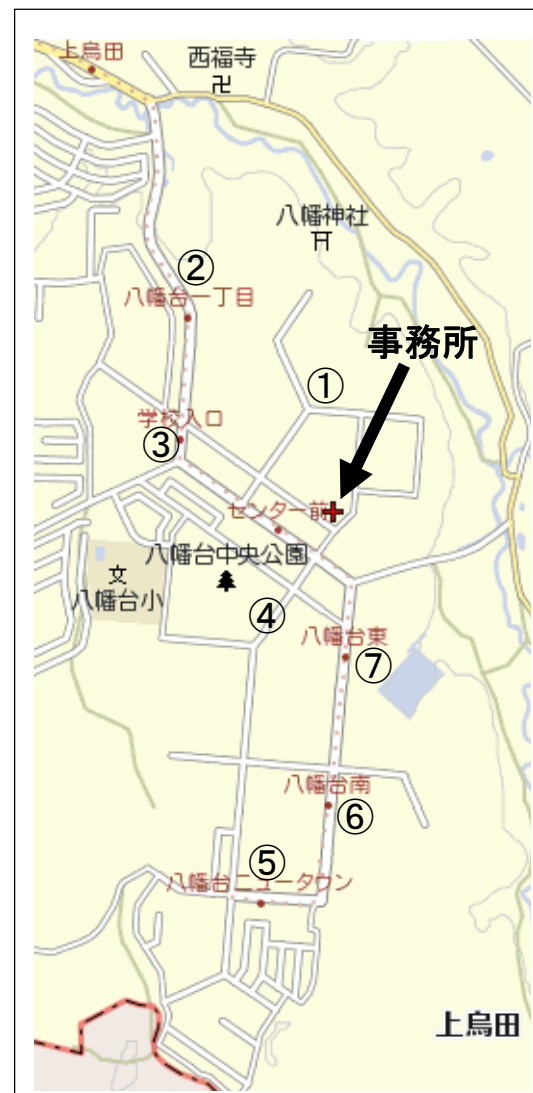 上烏田
西福寺
八幡神社
②
八幡台一丁目
事務所
①
学校入口
③
センター前
八幡台中央公園
文
八幡台小
④
八幡台東
⑦
八幡台南
⑥
⑤
八幡台ニュータウン
上烏田